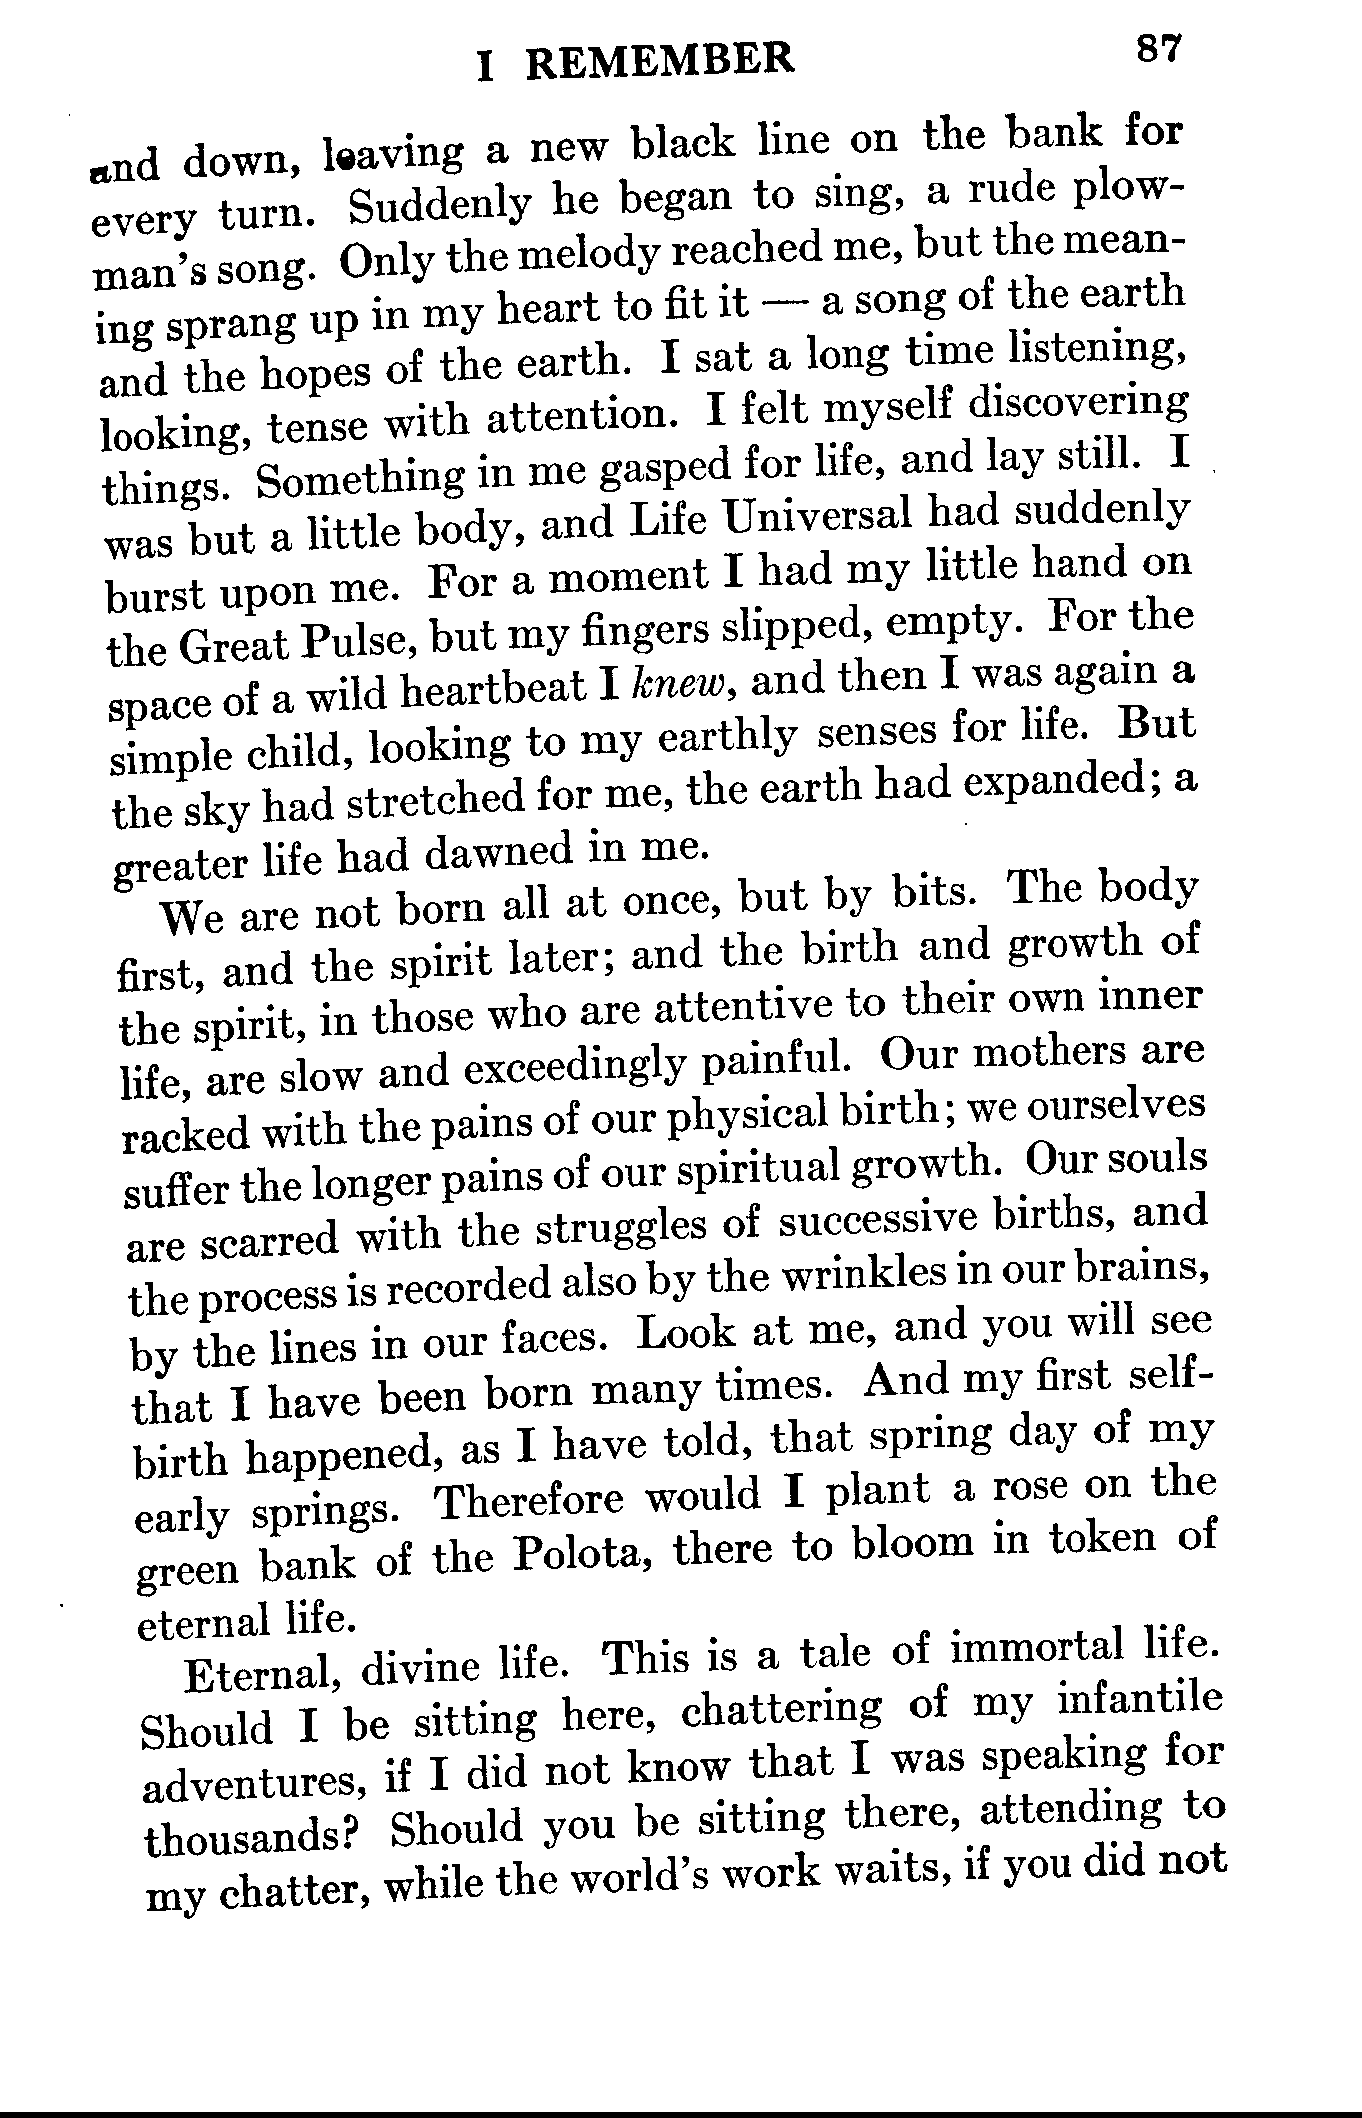 I REMEMBER 87
and down, leaving a new black line on the bank for
every turn. Suddenly he began to sing, a rude plow-
man's song. Only the melody reached me, but the mean-
ing sprang up in my heart to fit it — a song of the earth
and the hopes of the earth. I sat a long time listening,
looking, tense with attention. I felt myself discovering
things. Something in me gasped for life, and lay still. I
was but a little body, and Life Universal had suddenly
burst upon me. For a moment I had my little hand on
the Great Pulse, but my fingers slipped, empty. For the
space of a wild heartbeat I knew, and then I was again a
simple child, looking to my earthly senses for life. But
the sky had stretched for me, the earth had expanded; a
greater life had dawned in me.
We are not born all at once, but by bits. The body
first, and the spirit later; and the birth and growth of
the spirit, in those who are attentive to their own inner
life, are slow and exceedingly painful. Our mothers are
racked with the pains of our physical birth; we ourselves
suffer the longer pains of our spiritual growth. Our souls
are scarred with the struggles of successive births, and
the process is recorded also by the wrinkles in our brains,
by the lines in our faces. Look at me, and you will see
that I have been born many times. And my first self-
birth happened, as I have told, that spring day of my
early springs. Therefore would I plant a rose on the
green bank of the Polota, there to bloom in token of
eternal life.
Eternal, divine life. This is a tale of immortal life.
Should I be sitting here, chattering of my infantile
adventures, if I did not know that I was speaking for
thousands? Should you be sitting there, attending to
my chatter, while the world's work waits, if you did not